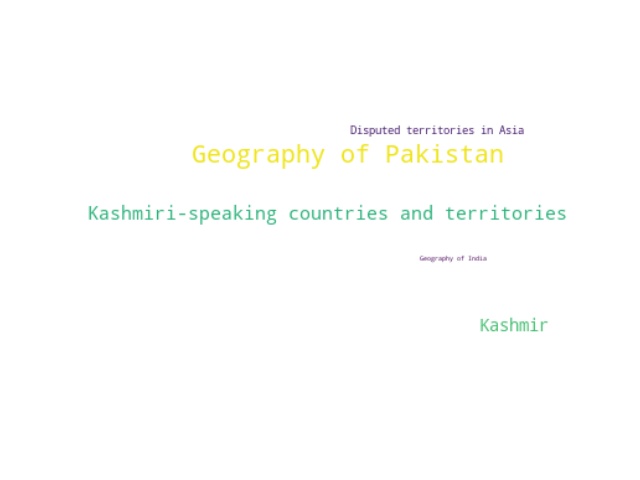 Disputed territories in Asia
Geography of Pakistan
Kashmiri-speaking countries and territories
Geography of India
Kashmir